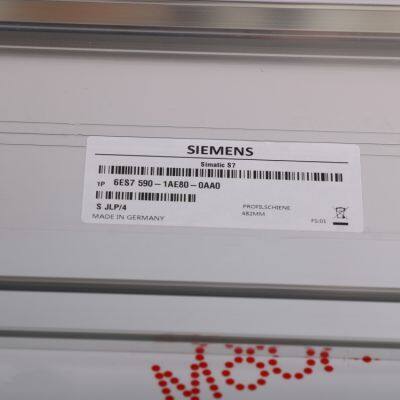 SIEMENS
Simatic S7
1P 6ES7 590-1AE80-0AA0
S JLP/4
MADE IN GERMANY
PROFILSCHIENE
482MM
FS:01